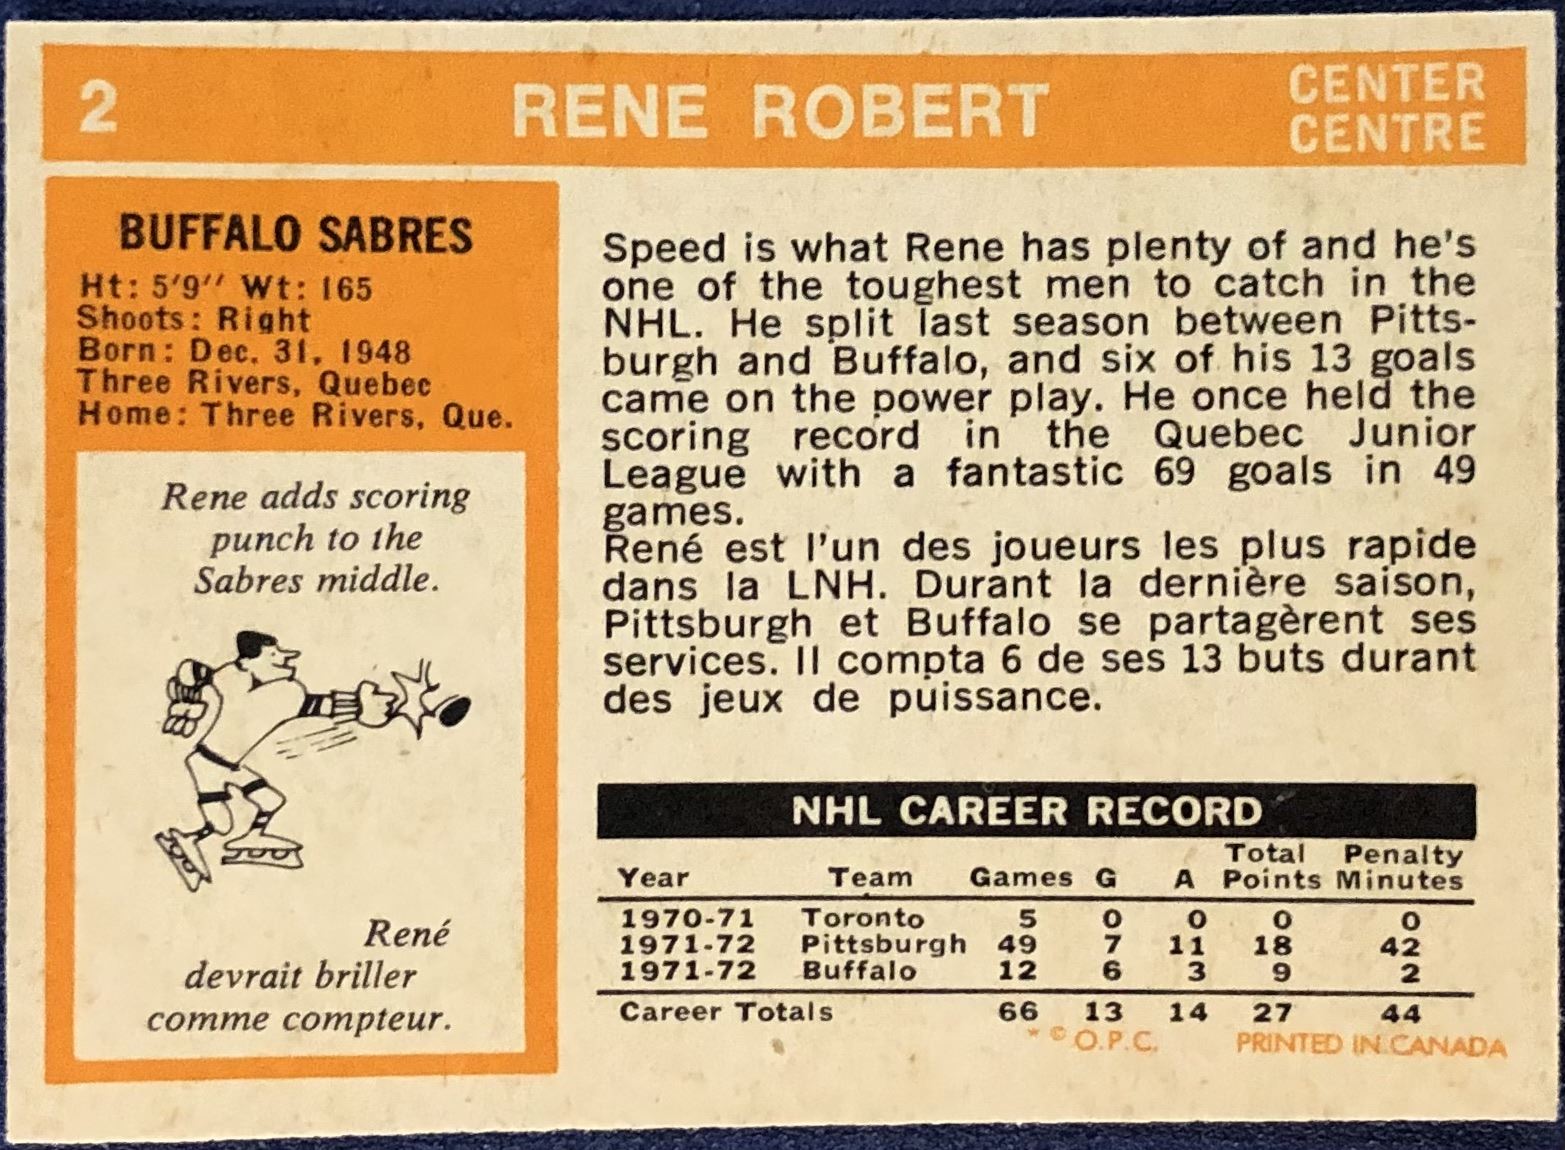 2
RENE ROBERT
CENTER
CENTRE
BUFFALO SABRES
Ht: 5'9'' Wt: 165
Shoots: Right
Born: Dec. 31, 1948
Three Rivers, Quebec
Home: Three Rivers, Que.
Rene adds scoring
punch to the
Sabres middle.
René
devrait briller
comme compteur.
Speed is what Rene has plenty of and he's
one of the toughest men to catch in the
NHL. He split last season between Pitts-
burgh and Buffalo, and six of his 13 goals
came on the power play. He once held the
scoring record in the Quebec Junior
League with a fantastic 69 goals in 49
games.
René est l'un des joueurs les plus rapide
dans la LNH. Durant la dernière saison,
Pittsburgh et Buffalo se partagèrent ses
services. Il compta 6 de ses 13 buts durant
des jeux de puissance.
NHL CAREER RECORD
Year Team Games G A Total Points Penalty Minutes
1970-71 Toronto 5 0 0 0 0
1971-72 Pittsburgh 49 7 11 18 42
1971-72 Buffalo 12 6 3 9 2
Career Totals 66 13 14 27 44
* © O.P.C. PRINTED IN CANADA